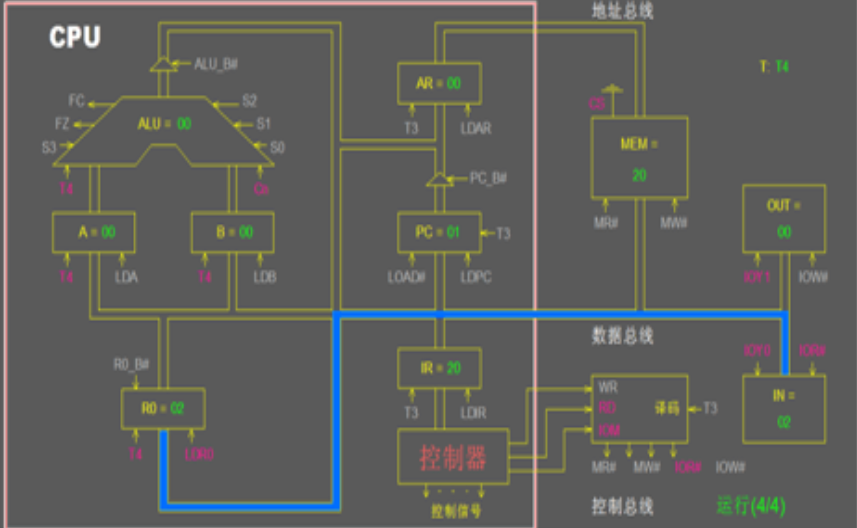 地址总线
CPU
ALU_B#
T: T4
AR = 00
FC
S2
CS
FZ
ALU = 00
S1
T3
LDAR
MEM =
S3
S0
20
T4
Cn
PC_B#
OUT =
A = 00
B = 00
PC = 01
T3
MR#
MW#
00
T4
LDA
T4
LDB
LOAD#
LDPC
IOY1
IOW#
数据总线
R0_B#
IR = 20
IOY0
IOR#
WR
IN =
R0 = 02
T3
LDIR
RD
译码
T3
02
IOM
T4
LDR0
控制器
MR#
MW#
IOR#
IOW#
控制信号
控制总线
运行(4/4)